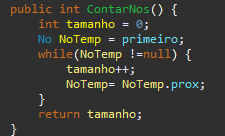 public int ContarNos() {
int tamanho = 0;
No NoTemp = primeiro;
while(NoTemp !=null) {
tamanho++;
NoTemp= NoTemp.prox;
}
return tamanho;
}